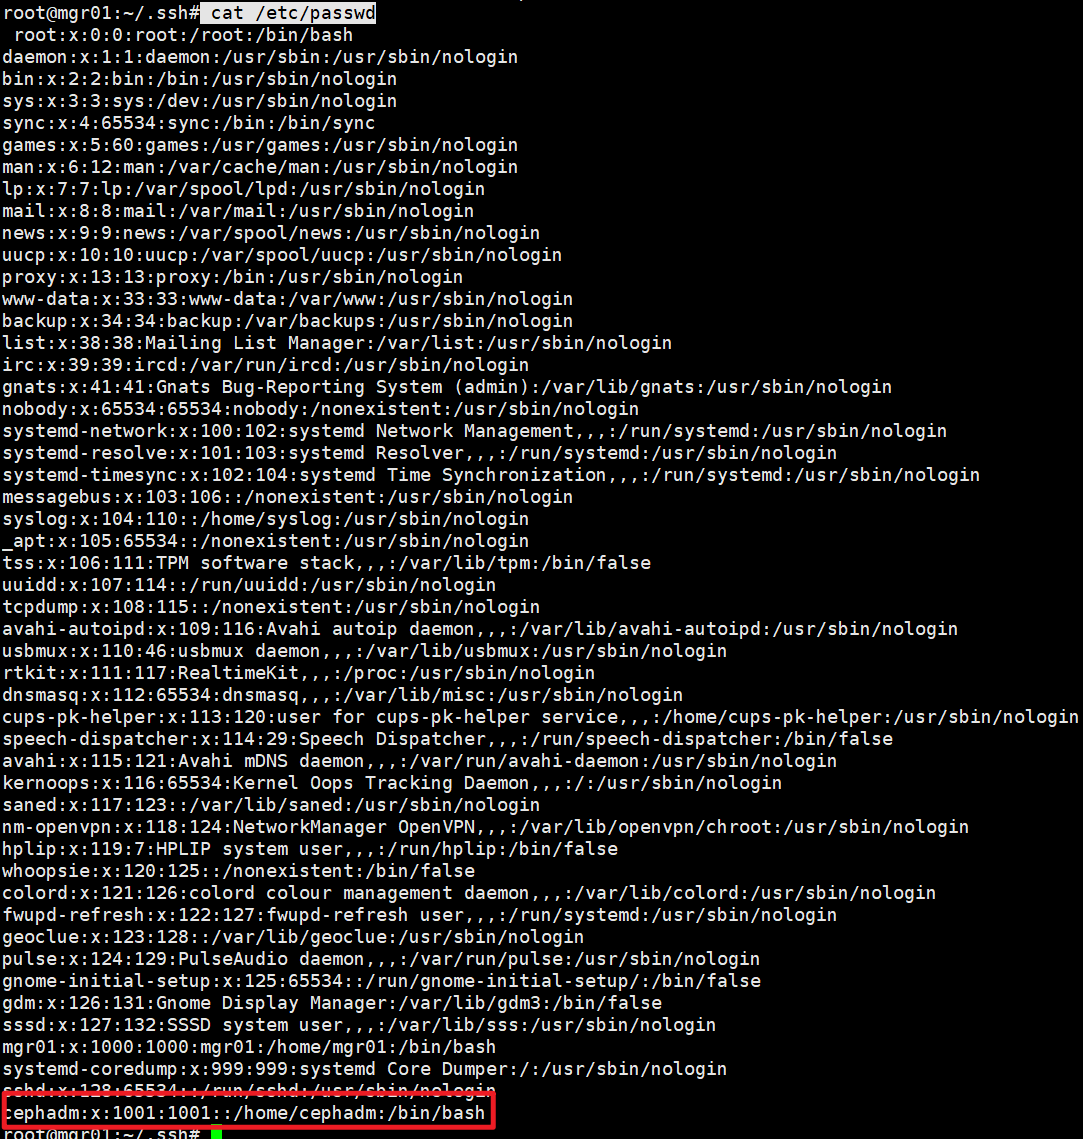 root@mgr01:~/.ssh# cat /etc/passwd
root:x:0:0:root:/root:/bin/bash
daemon:x:1:1:daemon:/usr/sbin:/usr/sbin/nologin
bin:x:2:2:bin:/bin:/usr/sbin/nologin
sys:x:3:3:sys:/dev:/usr/sbin/nologin
sync:x:4:65534:sync:/bin:/bin/sync
games:x:5:60:games:/usr/games:/usr/sbin/nologin
man:x:6:12:man:/var/cache/man:/usr/sbin/nologin
lp:x:7:7:lp:/var/spool/lpd:/usr/sbin/nologin
mail:x:8:8:mail:/var/mail:/usr/sbin/nologin
news:x:9:9:news:/var/spool/news:/usr/sbin/nologin
uucp:x:10:10:uucp:/var/spool/uucp:/usr/sbin/nologin
proxy:x:13:13:proxy:/bin:/usr/sbin/nologin
www-data:x:33:33:www-data:/var/www:/usr/sbin/nologin
backup:x:34:34:backup:/var/backups:/usr/sbin/nologin
list:x:38:38:Mailing List Manager:/var/list:/usr/sbin/nologin
irc:x:39:39:ircd:/var/run/ircd:/usr/sbin/nologin
gnats:x:41:41:Gnats Bug-Reporting System (admin):/var/lib/gnats:/usr/sbin/nologin
nobody:x:65534:65534:nobody:/nonexistent:/usr/sbin/nologin
systemd-network:x:100:102:systemd Network Management,,,:/run/systemd:/usr/sbin/nologin
systemd-resolve:x:101:103:systemd Resolver,,,:/run/systemd:/usr/sbin/nologin
systemd-timesync:x:102:104:systemd Time Synchronization,,,:/run/systemd:/usr/sbin/nologin
messagebus:x:103:106::/nonexistent:/usr/sbin/nologin
syslog:x:104:110::/home/syslog:/usr/sbin/nologin
_apt:x:105:65534::/nonexistent:/usr/sbin/nologin
tss:x:106:111:TPM software stack,,,:/var/lib/tpm:/bin/false
uuidd:x:107:114::/run/uuidd:/usr/sbin/nologin
tcpdump:x:108:115::/nonexistent:/usr/sbin/nologin
avahi-autoipd:x:109:116:Avahi autoip daemon,,,:/var/lib/avahi-autoipd:/usr/sbin/nologin
usbmux:x:110:46:usbmux daemon,,,:/var/lib/usbmux:/usr/sbin/nologin
rtkit:x:111:117:RealtimeKit,,,:/proc:/usr/sbin/nologin
dnsmasq:x:112:65534:dnsmasq,,,:/var/lib/misc:/usr/sbin/nologin
cups-pk-helper:x:113:120:user for cups-pk-helper service,,,:/home/cups-pk-helper:/usr/sbin/nologin
speech-dispatcher:x:114:29:Speech Dispatcher,,,:/run/speech-dispatcher:/bin/false
avahi:x:115:121:Avahi mDNS daemon,,,:/var/run/avahi-daemon:/usr/sbin/nologin
kernoops:x:116:65534:Kernel Oops Tracking Daemon,,,:/:/usr/sbin/nologin
saned:x:117:123::/var/lib/saned:/usr/sbin/nologin
nm-openvpn:x:118:124:NetworkManager OpenVPN,,,:/var/lib/openvpn/chroot:/usr/sbin/nologin
hplip:x:119:7:HPLIP system user,,,:/run/hplip:/bin/false
whoopsie:x:120:125::/nonexistent:/bin/false
colord:x:121:126:colord colour management daemon,,,:/var/lib/colord:/usr/sbin/nologin
fwupd-refresh:x:122:127:fwupd-refresh user,,,:/run/systemd:/usr/sbin/nologin
geoclue:x:123:128::/var/lib/geoclue:/usr/sbin/nologin
pulse:x:124:129:PulseAudio daemon,,,:/var/run/pulse:/usr/sbin/nologin
gnome-initial-setup:x:125:65534::/run/gnome-initial-setup/:/bin/false
gdm:x:126:131:Gnome Display Manager:/var/lib/gdm3:/bin/false
sssd:x:127:132:SSSD system user,,,:/var/lib/sss:/usr/sbin/nologin
mgr01:x:1000:1000:mgr01:/home/mgr01:/bin/bash
systemd-coredump:x:999:999:systemd Core Dumper:/:/usr/sbin/nologin
sshd:x:128:65534::/run/sshd:/usr/sbin/nologin
cephadm:x:1001:1001::/home/cephadm:/bin/bash
root@mgr01:~/.ssh#